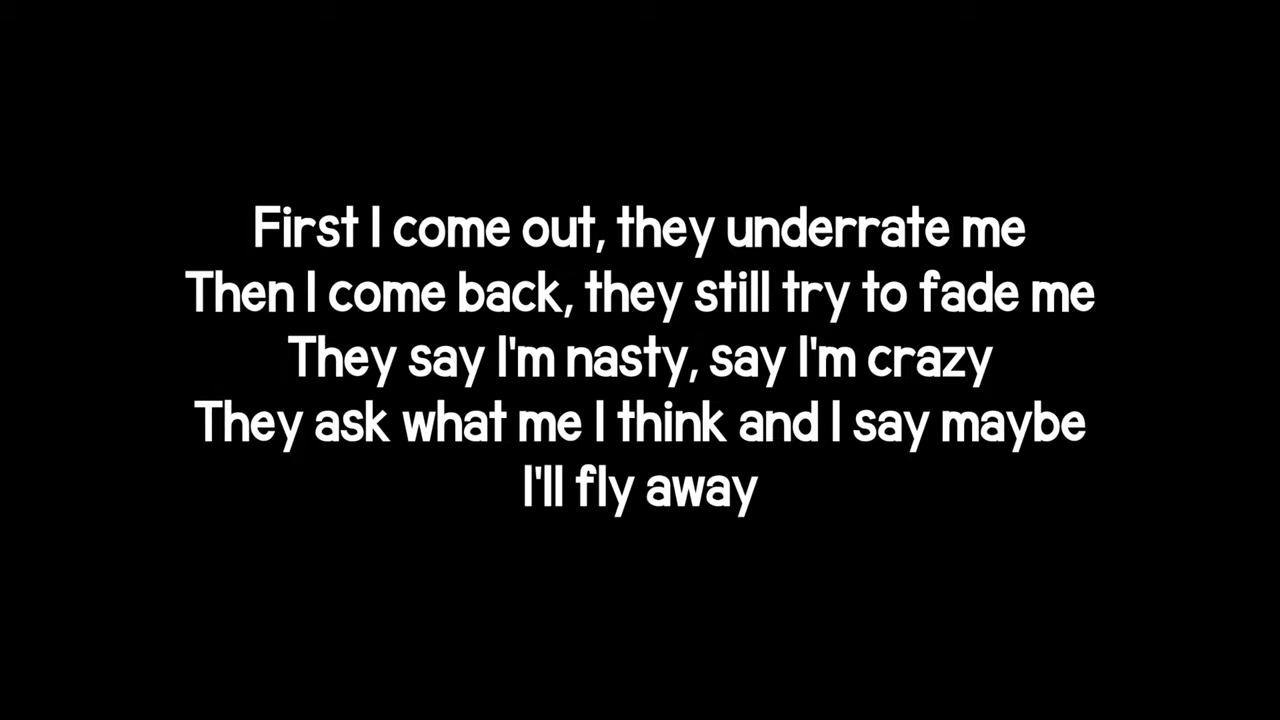 First I come out, they underrate me
Then I come back, they still try to fade me
They say I'm nasty, say I'm crazy
They ask what me I think and I say maybe
I'll fly away